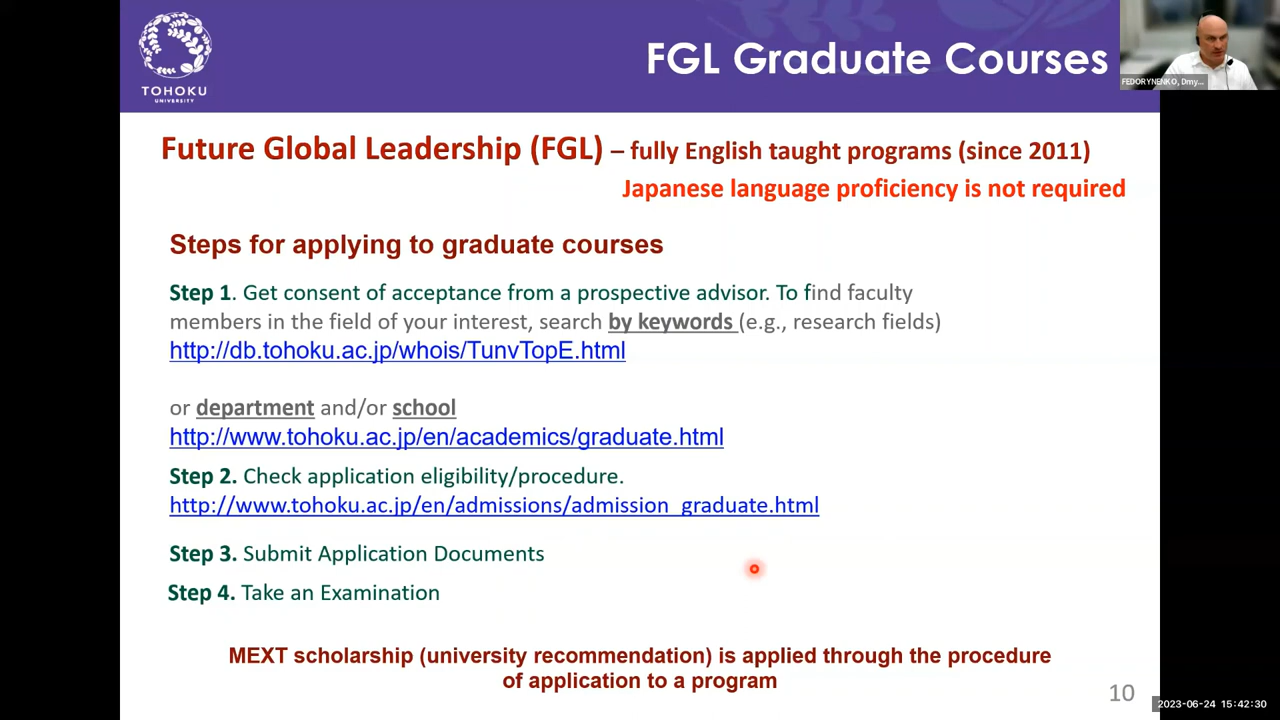 FGL Graduate Courses
TOHOKU
UNIVERSITY
FEDORYNENKO, Dmy...
Future Global Leadership (FGL) – fully English taught programs (since 2011)
Japanese language proficiency is not required
Steps for applying to graduate courses
Step 1. Get consent of acceptance from a prospective advisor. To find faculty
members in the field of your interest, search by keywords (e.g., research fields)
http://db.tohoku.ac.jp/whois/TunvTopE.html
or department and/or school
http://www.tohoku.ac.jp/en/academics/graduate.html
Step 2. Check application eligibility/procedure.
http://www.tohoku.ac.jp/en/admissions/admission_graduate.html
Step 3. Submit Application Documents
Step 4. Take an Examination
MEXT scholarship (university recommendation) is applied through the procedure
of application to a program
10
2023-06-24 15:42:30